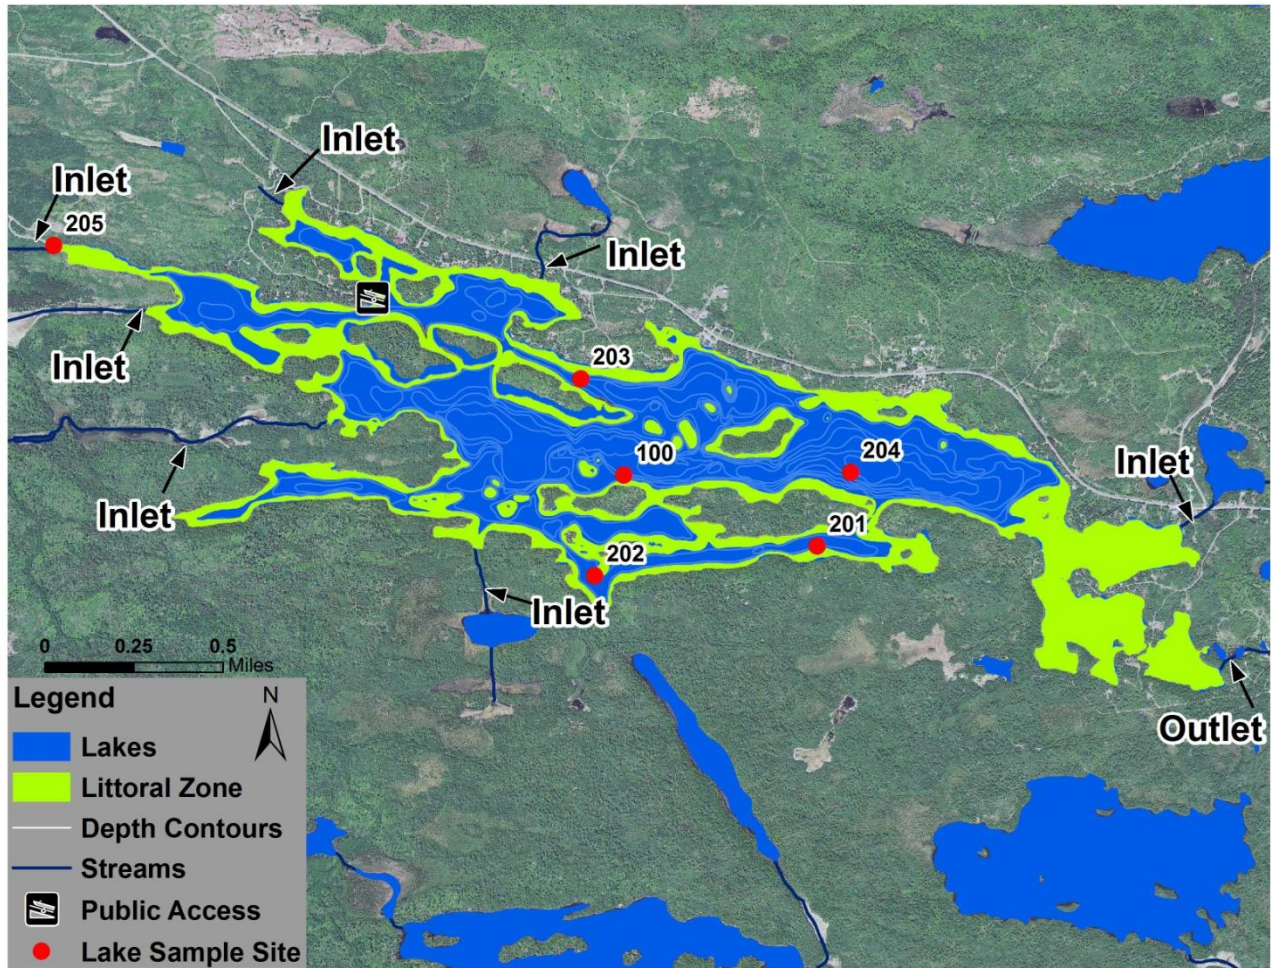 Inlet
Inlet
205
Inlet
Inlet
203
100
204
Inlet
Inlet
201
202
Inlet
0 0.25 0.5
Miles
Outlet
Legend
N
Lakes
Littoral Zone
Depth Contours
Streams
Public Access
Lake Sample Site